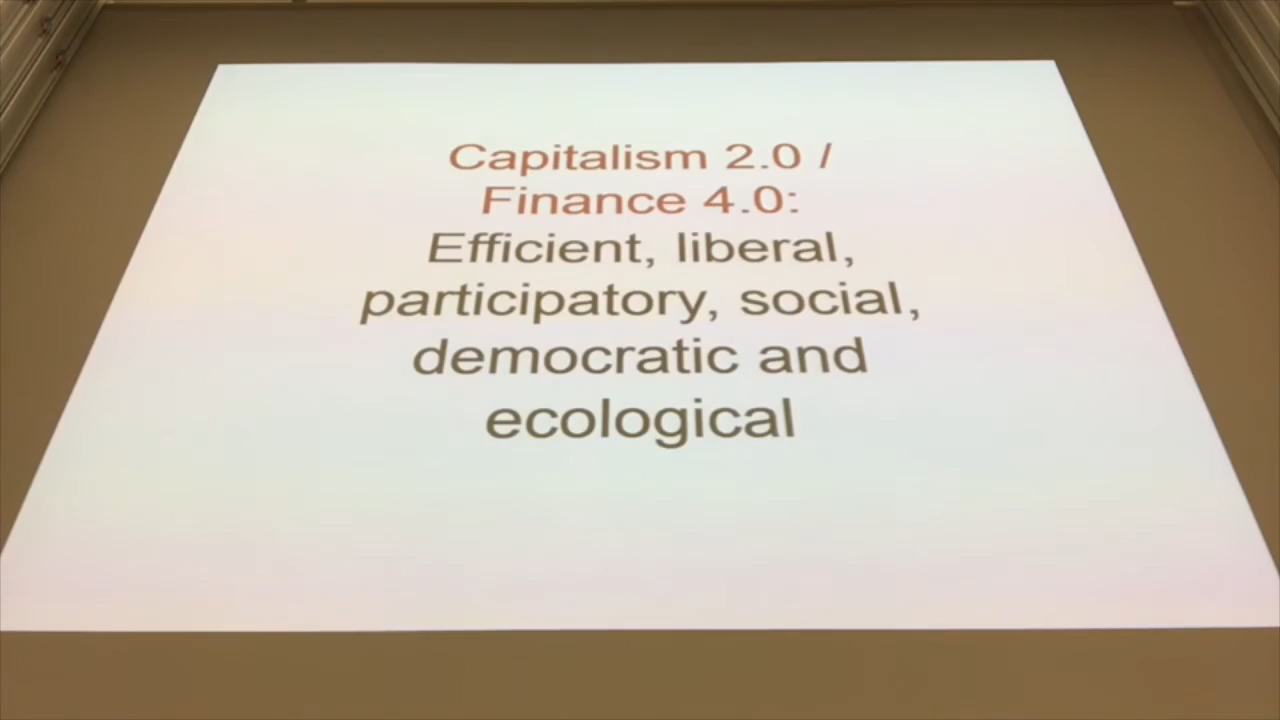 Capitalism 2.0 /
Finance 4.0:
Efficient, liberal,
participatory, social,
democratic and
ecological